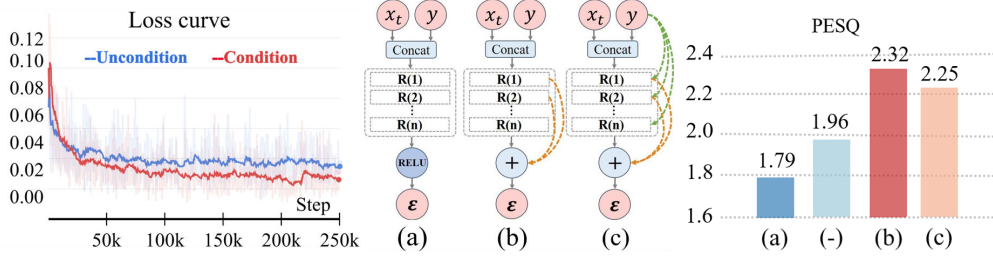 Loss curve
0.12
0.10
0.08
0.06
0.04
0.02
0.00
--Uncondition --Condition
Step
50k 100k 150k 200k 250k
x_t y
Concat
R(1)
R(2)
R(n)
RELU
ε
(a)
x_t y
Concat
R(1)
R(2)
R(n)
+
ε
(b)
x_t y
Concat
R(1)
R(2)
R(n)
+
ε
(c)
PESQ
2.4
2.2
2.0
1.8
1.6
1.79
1.96
2.32
2.25
(a) (-) (b) (c)